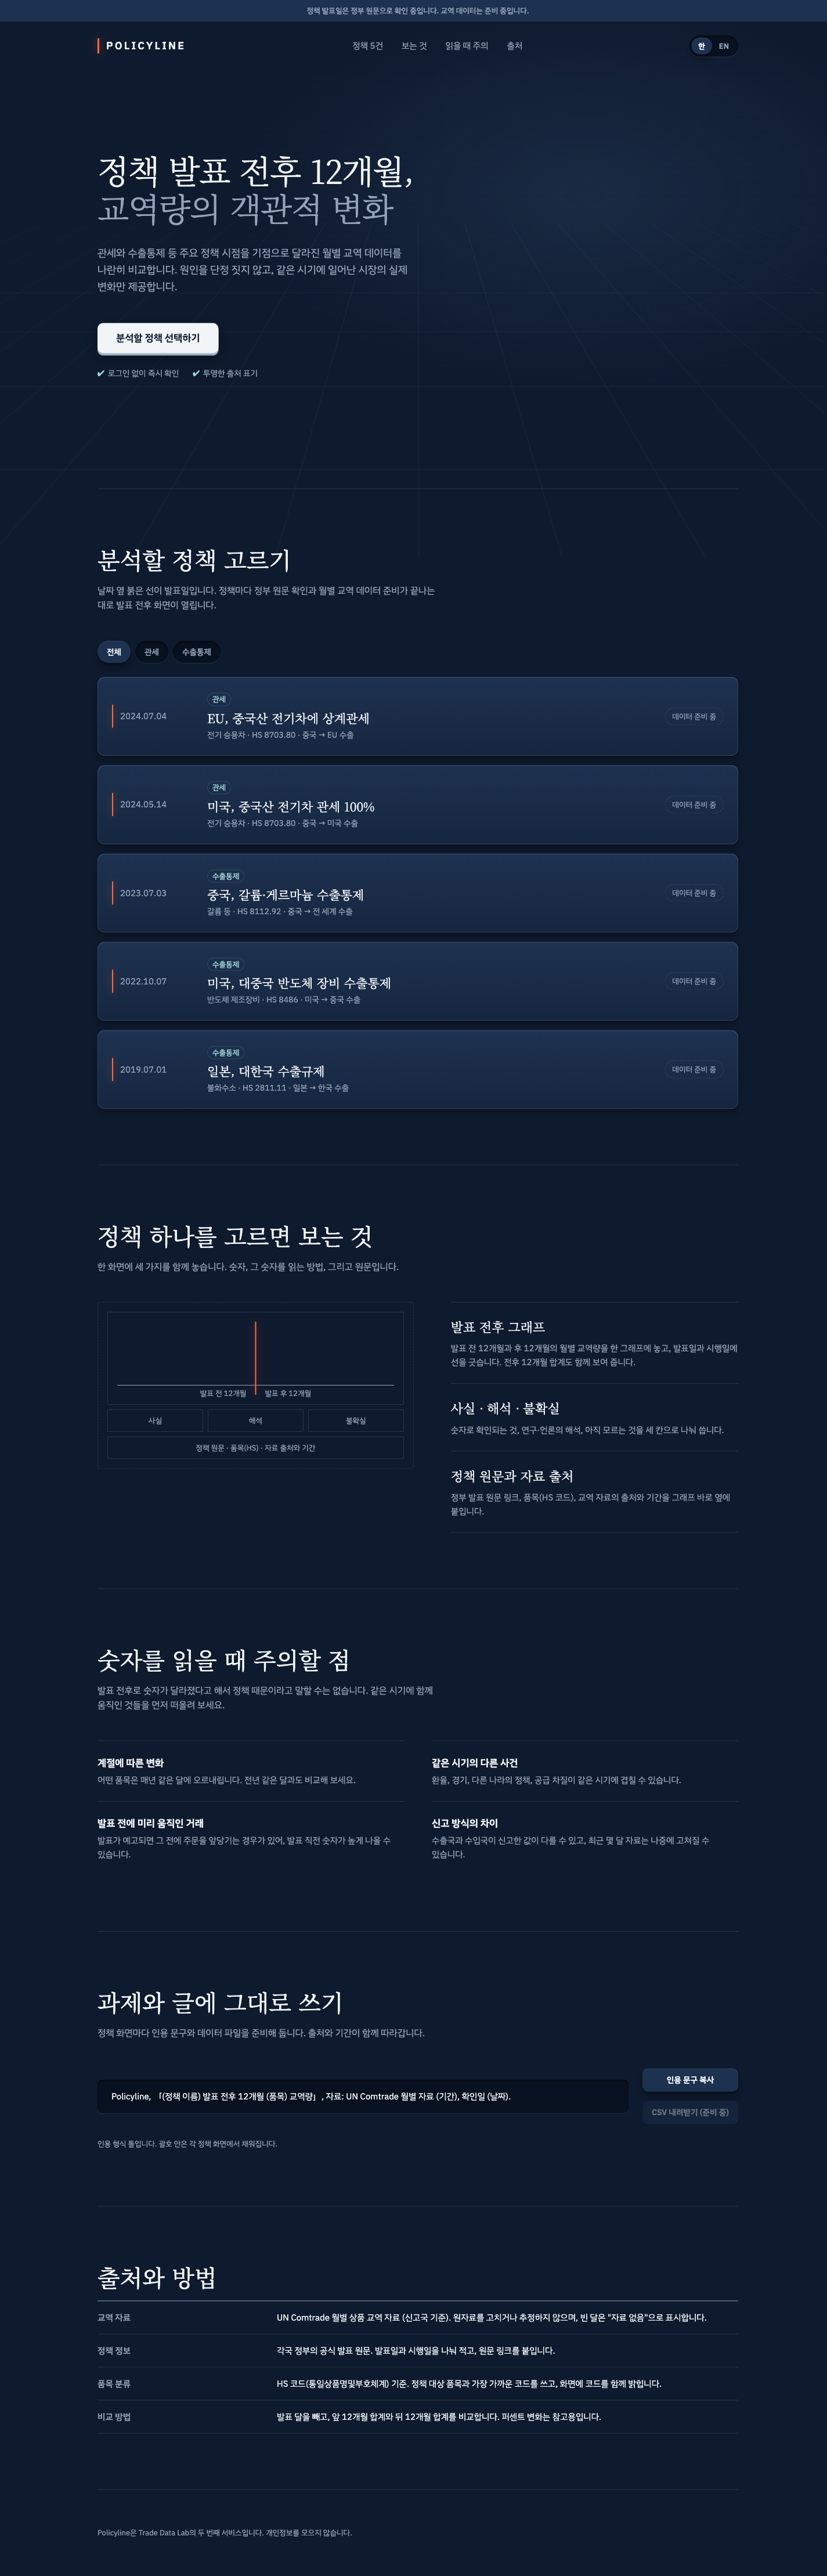 정책 발표일은 정부 원문으로 확인 중입니다. 교역 데이터는 준비 중입니다.
POLICYLINE
정책 5건
보는 것
읽을 때 주의
출처
한
EN
정책 발표 전후 12개월,
교역량의 객관적 변화
관세와 수출통제 등 주요 정책 시점을 기점으로 달라진 월별 교역 데이터를
나란히 비교합니다. 원인을 단정 짓지 않고, 같은 시기에 일어난 시장의 실제
변화만 제공합니다.
분석할 정책 선택하기
✔ 로그인 없이 즉시 확인
✔ 투명한 출처 표기
분석할 정책 고르기
날짜 옆 붉은 선이 발표일입니다. 정책마다 정부 원문 확인과 월별 교역 데이터 준비가 끝나는
대로 발표 전후 화면이 열립니다.
전체
관세
수출통제
2024.07.04
관세
EU, 중국산 전기차에 상계관세
전기 승용차 · HS 8703.80 · 중국 → EU 수출
데이터 준비 중
2024.05.14
관세
미국, 중국산 전기차 관세 100%
전기 승용차 · HS 8703.80 · 중국 → 미국 수출
데이터 준비 중
2023.07.03
수출통제
중국, 갈륨·게르마늄 수출통제
갈륨 등 · HS 8112.92 · 중국 → 전 세계 수출
데이터 준비 중
2022.10.07
수출통제
미국, 대중국 반도체 장비 수출통제
반도체 제조장비 · HS 8486 · 미국 → 중국 수출
데이터 준비 중
2019.07.01
수출통제
일본, 대한국 수출규제
불화수소 · HS 2811.11 · 일본 → 한국 수출
데이터 준비 중
정책 하나를 고르면 보는 것
한 화면에 세 가지를 함께 놓습니다. 숫자, 그 숫자를 읽는 방법, 그리고 원문입니다.
발표 전 12개월
발표 후 12개월
사실
해석
불확실
정책 원문 · 품목(HS) · 자료 출처와 기간
발표 전후 그래프
발표 전 12개월과 후 12개월의 월별 교역량을 한 그래프에 놓고, 발표일과 시행일에
선을 긋습니다. 전후 12개월 합계도 함께 보여 줍니다.
사실 · 해석 · 불확실
숫자로 확인되는 것, 연구·언론의 해석, 아직 모르는 것을 세 칸으로 나눠 씁니다.
정책 원문과 자료 출처
정부 발표 원문 링크, 품목(HS 코드), 교역 자료의 출처와 기간을 그래프 바로 옆에
붙입니다.
숫자를 읽을 때 주의할 점
발표 전후로 숫자가 달라졌다고 해서 정책 때문이라고 말할 수는 없습니다. 같은 시기에 함께
움직인 것들을 먼저 떠올려 보세요.
계절에 따른 변화
어떤 품목은 매년 같은 달에 오르내립니다. 전년 같은 달과도 비교해 보세요.
같은 시기의 다른 사건
환율, 경기, 다른 나라의 정책, 공급 차질이 같은 시기에 겹칠 수 있습니다.
발표 전에 미리 움직인 거래
발표가 예고되면 그 전에 주문을 앞당기는 경우가 있어, 발표 직전 숫자가 높게 나올 수
있습니다.
신고 방식의 차이
수출국과 수입국이 신고한 값이 다를 수 있고, 최근 몇 달 자료는 나중에 고쳐질 수
있습니다.
과제와 글에 그대로 쓰기
정책 화면마다 인용 문구와 데이터 파일을 준비해 둡니다. 출처와 기간이 함께 따라갑니다.
Policyline, 「(정책 이름) 발표 전후 12개월 (품목) 교역량」, 자료: UN Comtrade 월별 자료 (기간), 확인일 (날짜).
인용 문구 복사
CSV 내려받기 (준비 중)
인용 형식 틀입니다. 괄호 안은 각 정책 화면에서 채워집니다.
출처와 방법
교역 자료
UN Comtrade 월별 상품 교역 자료 (신고국 기준). 원자료를 고치거나 추정하지 않으며, 빈 달은 "자료 없음"으로 표시합니다.
정책 정보
각국 정부의 공식 발표 원문. 발표일과 시행일을 나눠 적고, 원문 링크를 붙입니다.
품목 분류
HS 코드(통일상품명및부호체계) 기준. 정책 대상 품목과 가장 가까운 코드를 쓰고, 화면에 코드를 함께 밝힙니다.
비교 방법
발표 달을 빼고, 앞 12개월 합계와 뒤 12개월 합계를 비교합니다. 퍼센트 변화는 참고용입니다.
Policyline은 Trade Data Lab의 두 번째 서비스입니다. 개인정보를 모으지 않습니다.